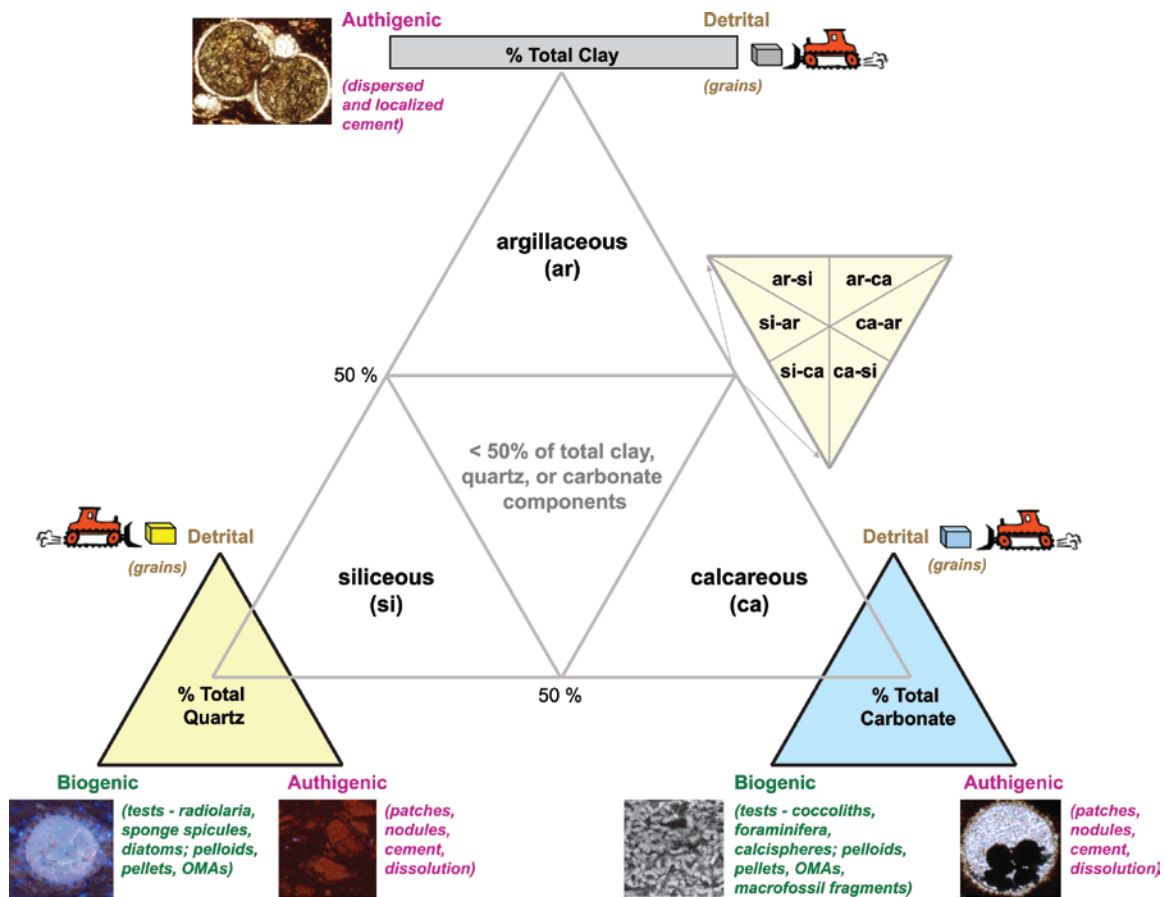 Authigenic
Detrital
% Total Clay
(dispersed
and localized
cement)
(grains)
argillaceous
(ar)
ar-si
ar-ca
si-ar
ca-ar
si-ca
ca-si
50 %
< 50% of total clay,
quartz, or carbonate
components
Detrital
(grains)
Detrital
(grains)
siliceous
(si)
calcareous
(ca)
% Total
Quartz
50 %
% Total
Carbonate
Biogenic
(tests - radiolaria,
sponge spicules,
diatoms; pelloids,
pellets, OMAs)
Authigenic
(patches,
nodules,
cement,
dissolution)
Biogenic
(tests - coccoliths,
foraminifera,
calcispheres; pelloids,
pellets, OMAs,
macrofossil fragments)
Authigenic
(patches,
nodules,
cement,
dissolution)